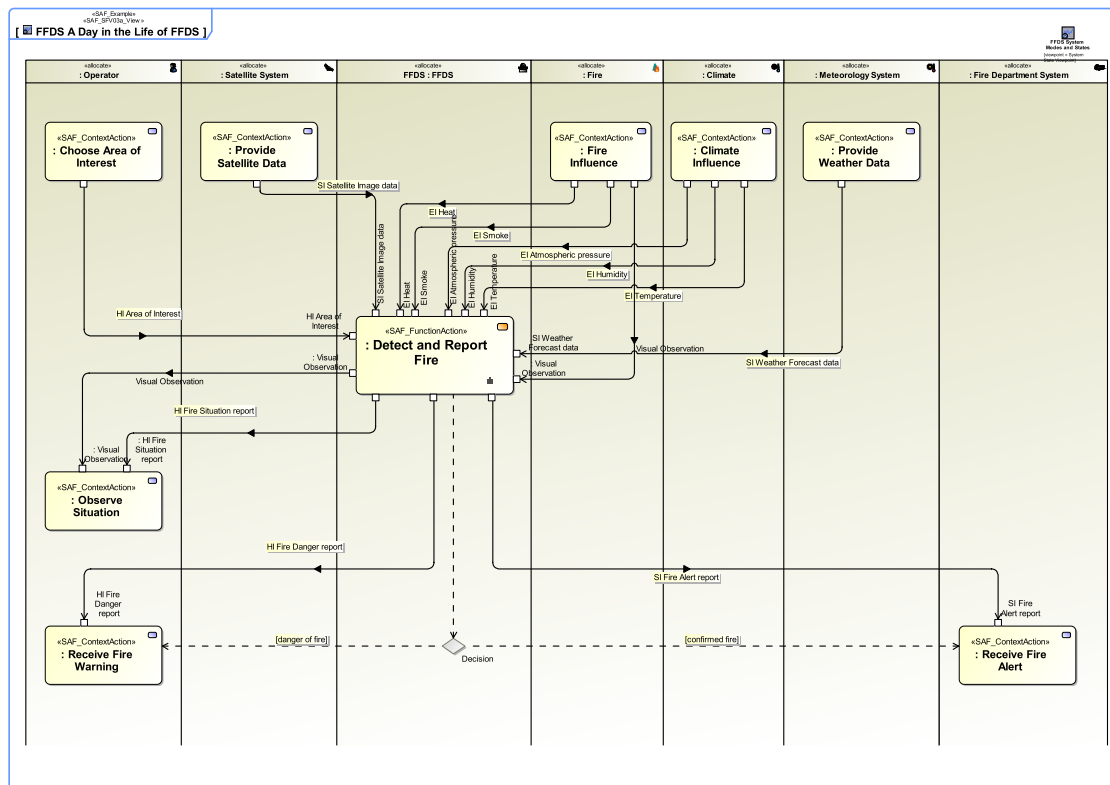 «SAF_Example»
«SAF_SFV03a_View »
[ FFDS A Day in the Life of FFDS ]
FFDS System
Modes and States
«allocate»
: Operator
«allocate»
: Satellite System
FFDS : FFDS
«allocate»
: Fire
«allocate»
: Climate
«allocate»
: Meteorology System
«allocate»
: Fire Department System
«SAF_ContextAction»
: Choose Area of
Interest
«SAF_ContextAction»
: Provide
Satellite Data
«SAF_ContextAction»
: Fire
Influence
«SAF_ContextAction»
: Climate
Influence
«SAF_ContextAction»
: Provide
Weather Data
SI Satellite Image data
EI Heat
EI Smoke
EI Atmospheric pressure
EI Humidity
EI Temperature
SI Satellite Image data
EI Heat
EI Smoke
EI Atmospheric pressure
EI Humidity
EI Temperature
HI Area of Interest
HI Area of
Interest
«SAF_FunctionAction»
: Detect and Report
Fire
SI Weather
Forecast data
Visual Observation
SI Weather Forecast data
: Visual
Observation
Visual Observation
: Visual
Observation
HI Fire Situation report
: Visual
Observation
: HI Fire
Situation
report
«SAF_ContextAction»
: Observe
Situation
HI Fire Danger report
SI Fire Alert report
HI Fire
Danger
report
SI Fire
Alert report
«SAF_ContextAction»
: Receive Fire
Warning
[danger of fire]
Decision
[confirmed fire]
«SAF_ContextAction»
: Receive Fire
Alert